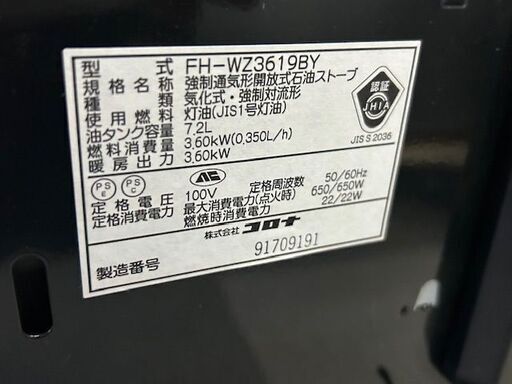 型 式 FH-WZ3619BY
規格名称 強制通気形開放式石油ストーブ
気化式・強制対流形
使用燃料 灯油(JIS1号灯油)
油タンク容量 7.2L
燃料消費量 3.60kW(0.350L/h)
暖房出力 3.60kW
認証
JHIA
JIS S 2036
PS E
PS C
定格電圧 100V 定格周波数 50/60Hz
定格消費電力 最大消費電力(点火時) 650/650W
燃焼時消費電力 22/22W
株式会社 コロナ
製造番号 91709191